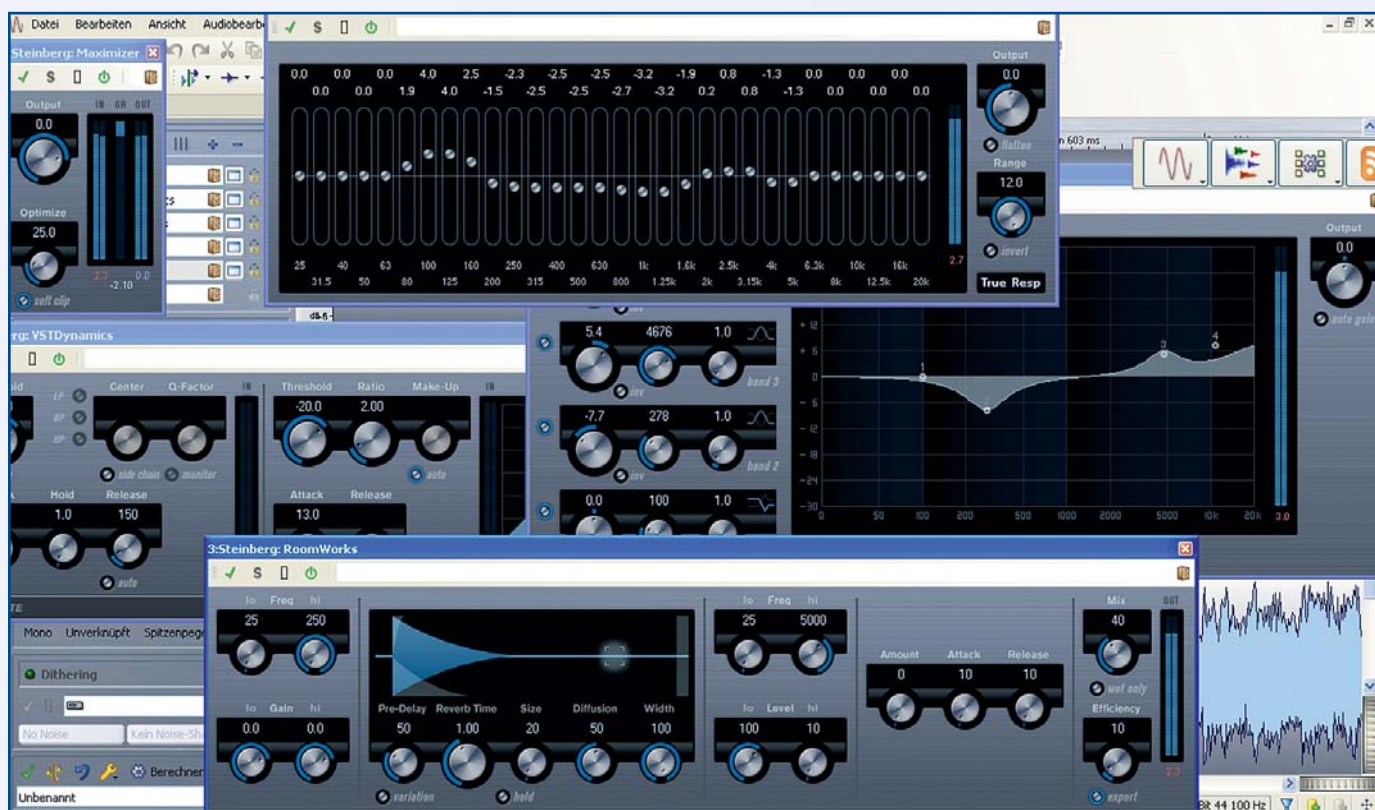 Datei Bearbeiten Ansicht
S
Steinberg: Maximizer
S
Output
IN GR OUT
0.0
Optimize
25.0
2.3 -2.10 0.0
soft clip
0.0 0.0 0.0 4.0 2.5 -2.3 -2.5 -2.5 -3.2 -1.9 0.8 -1.3 0.0 0.0 0.0
0.0 0.0 1.9 4.0 -1.5 -2.5 -2.5 -2.7 -3.2 0.2 0.8 -1.3 0.0 0.0 0.0
25 40 63 100 160 250 400 630 1k 1.6k 2.5k 4k 6.3k 10k 16k
31.5 50 80 125 200 315 500 800 1.25k 2k 3.15k 5k 8k 12.5k 20k
2.7
Output
0.0
flatten
Range
12.0
invert
True Resp
603 ms
VSTDynamics
Center Q-Factor
IN
side chain monitor
Hold Release
1.0 150
auto
Threshold Ratio Make-Up
IN
-20.0 2.00
auto
Attack Release
13.0
inv
5.4 4676 1.0
inv band 3
-7.7 278 1.0
inv band 2
0.0 100 1.0
+ 12
+ 6
0
- 6
- 12
- 18
- 24
- 30
1 2 3 4
0 50 100 200 500 1000 2000 5000 10k 20k
3.0
Output
0.0
auto gain
3:Steinberg: RoomWorks
S
lo Freq hi
25 250
lo Gain hi
0.0 0.0
Pre-Delay Reverb Time Size Diffusion Width
50 1.00 20 50 100
variation hold
lo Freq hi
25 5000
lo Level hi
100 10
Amount Attack Release
0 10 10
Mix
OUT
40
wet only
Efficiency
10
export
2.3
Mono Unverknüpft
Dithering
No Noise
Berechnen
Unbenannt
44 100 Hz